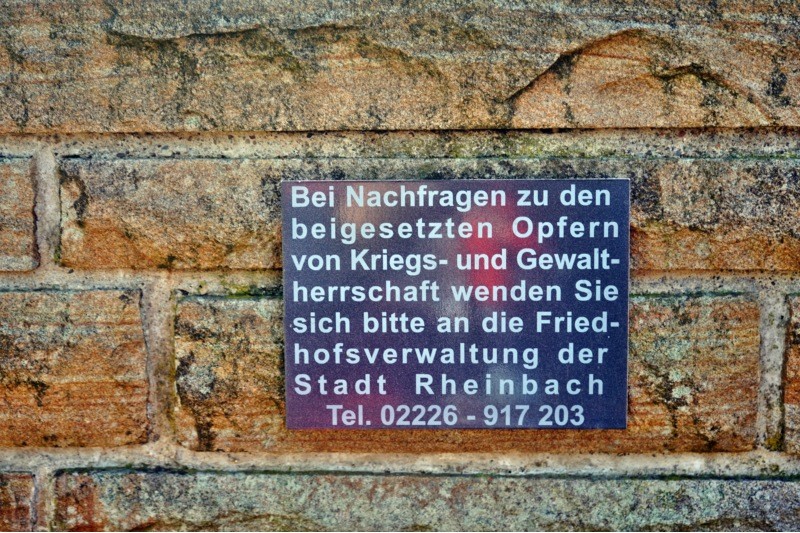 Bei Nachfragen zu den
beigesetzten Opfern
von Kriegs- und Gewalt-
herrschaft wenden Sie
sich bitte an die Fried-
hofsverwaltung der
Stadt Rheinbach
Tel. 02226 - 917 203